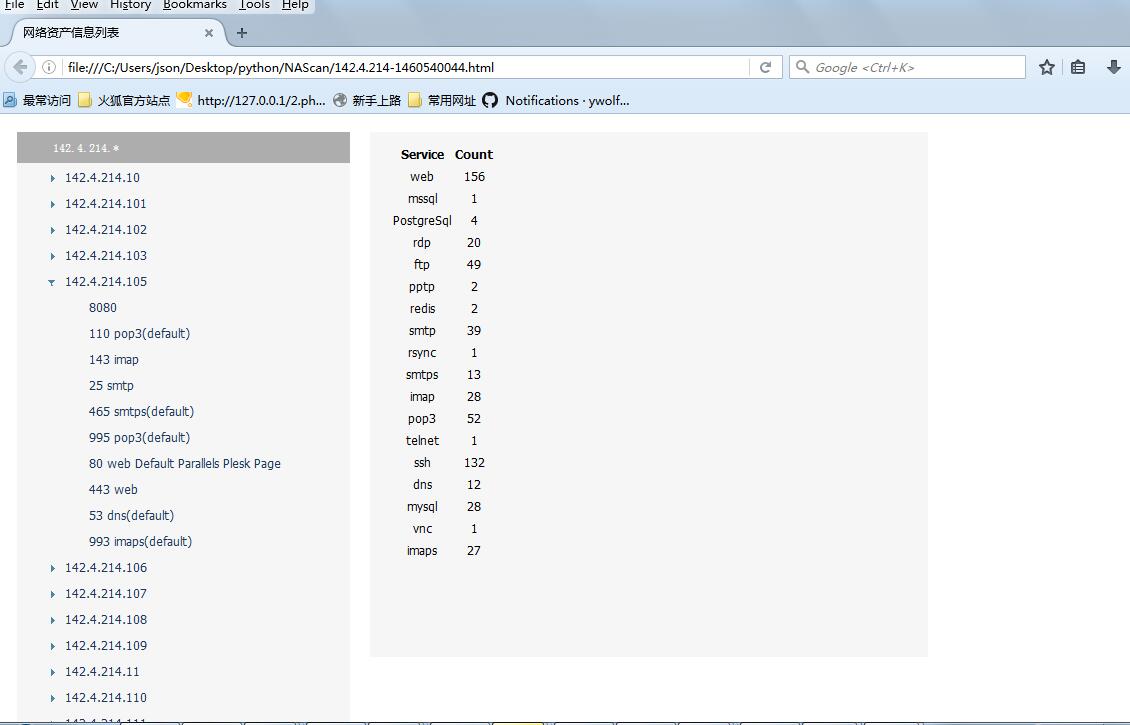 File Edit View History Bookmarks Tools Help
网络资产信息列表
file:///C:/Users/json/Desktop/python/NAScan/142.4.214-1460540044.html
Google <Ctrl+K>
最常访问 火狐官方站点 http://127.0.0.1/2.ph... 新手上路 常用网址 Notifications · ywolf...
142.4.214.*
142.4.214.10
142.4.214.101
142.4.214.102
142.4.214.103
142.4.214.105
8080
110 pop3(default)
143 imap
25 smtp
465 smtps(default)
995 pop3(default)
80 web Default Parallels Plesk Page
443 web
53 dns(default)
993 imaps(default)
142.4.214.106
142.4.214.107
142.4.214.108
142.4.214.109
142.4.214.11
142.4.214.110
Service Count
web 156
mssql 1
PostgreSql 4
rdp 20
ftp 49
pptp 2
redis 2
smtp 39
rsync 1
smtps 13
imap 28
pop3 52
telnet 1
ssh 132
dns 12
mysql 28
vnc 1
imaps 27